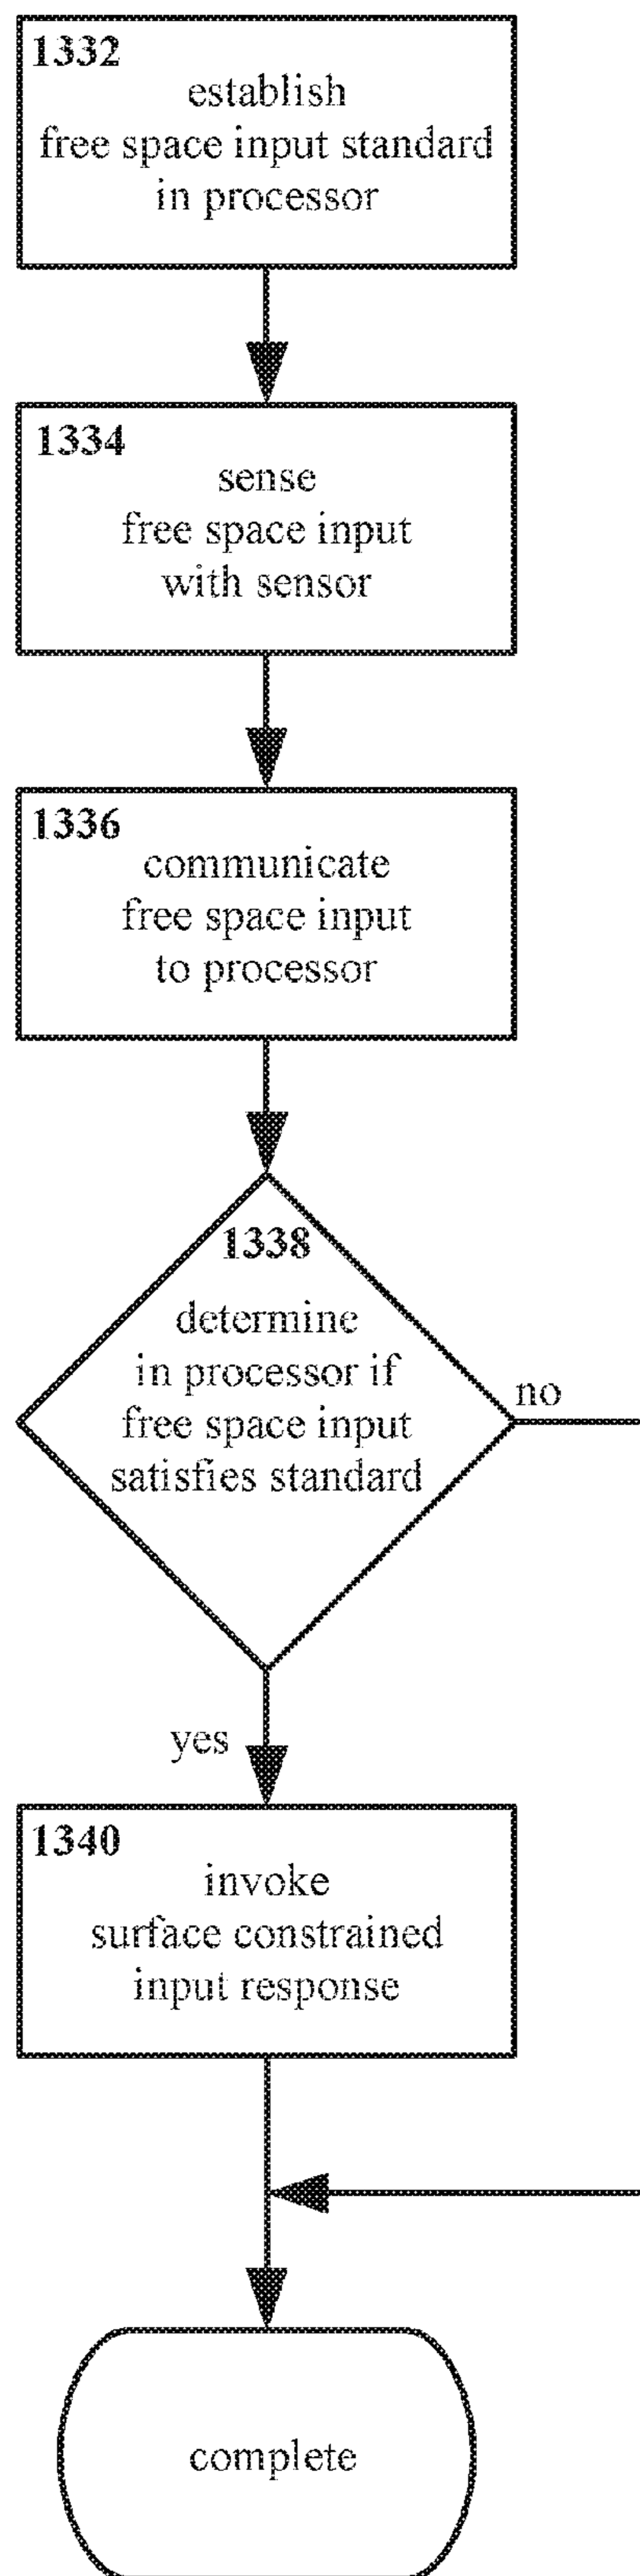 1332
establish
free space input standard
in processor
1334
sense
free space input
with sensor
1336
communicate
free space input
to processor
1338
determine
in processor if
free space input
satisfies standard
no
yes
1340
invoke
surface constrained
input response
complete